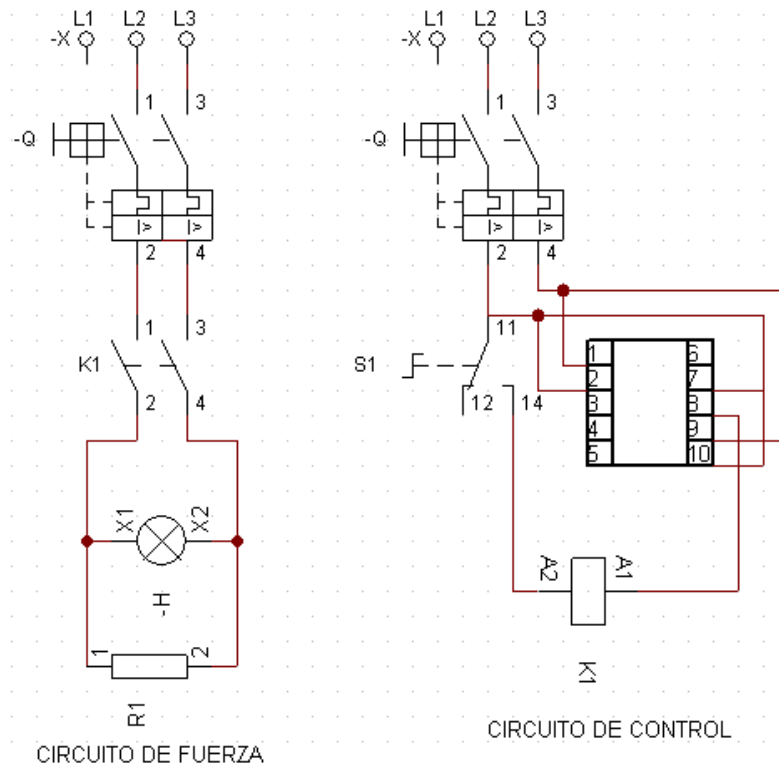 L1 L2 L3
-X
1 3
-Q
I> I>
2 4
1 3
K1
2 4
X1 X2
-H
1 2
R1
CIRCUITO DE FUERZA
L1 L2 L3
-X
1 3
-Q
I> I>
2 4
11
S1
12 14
1 6
2 7
3 8
4 9
5 10
A2 A1
K1
CIRCUITO DE CONTROL